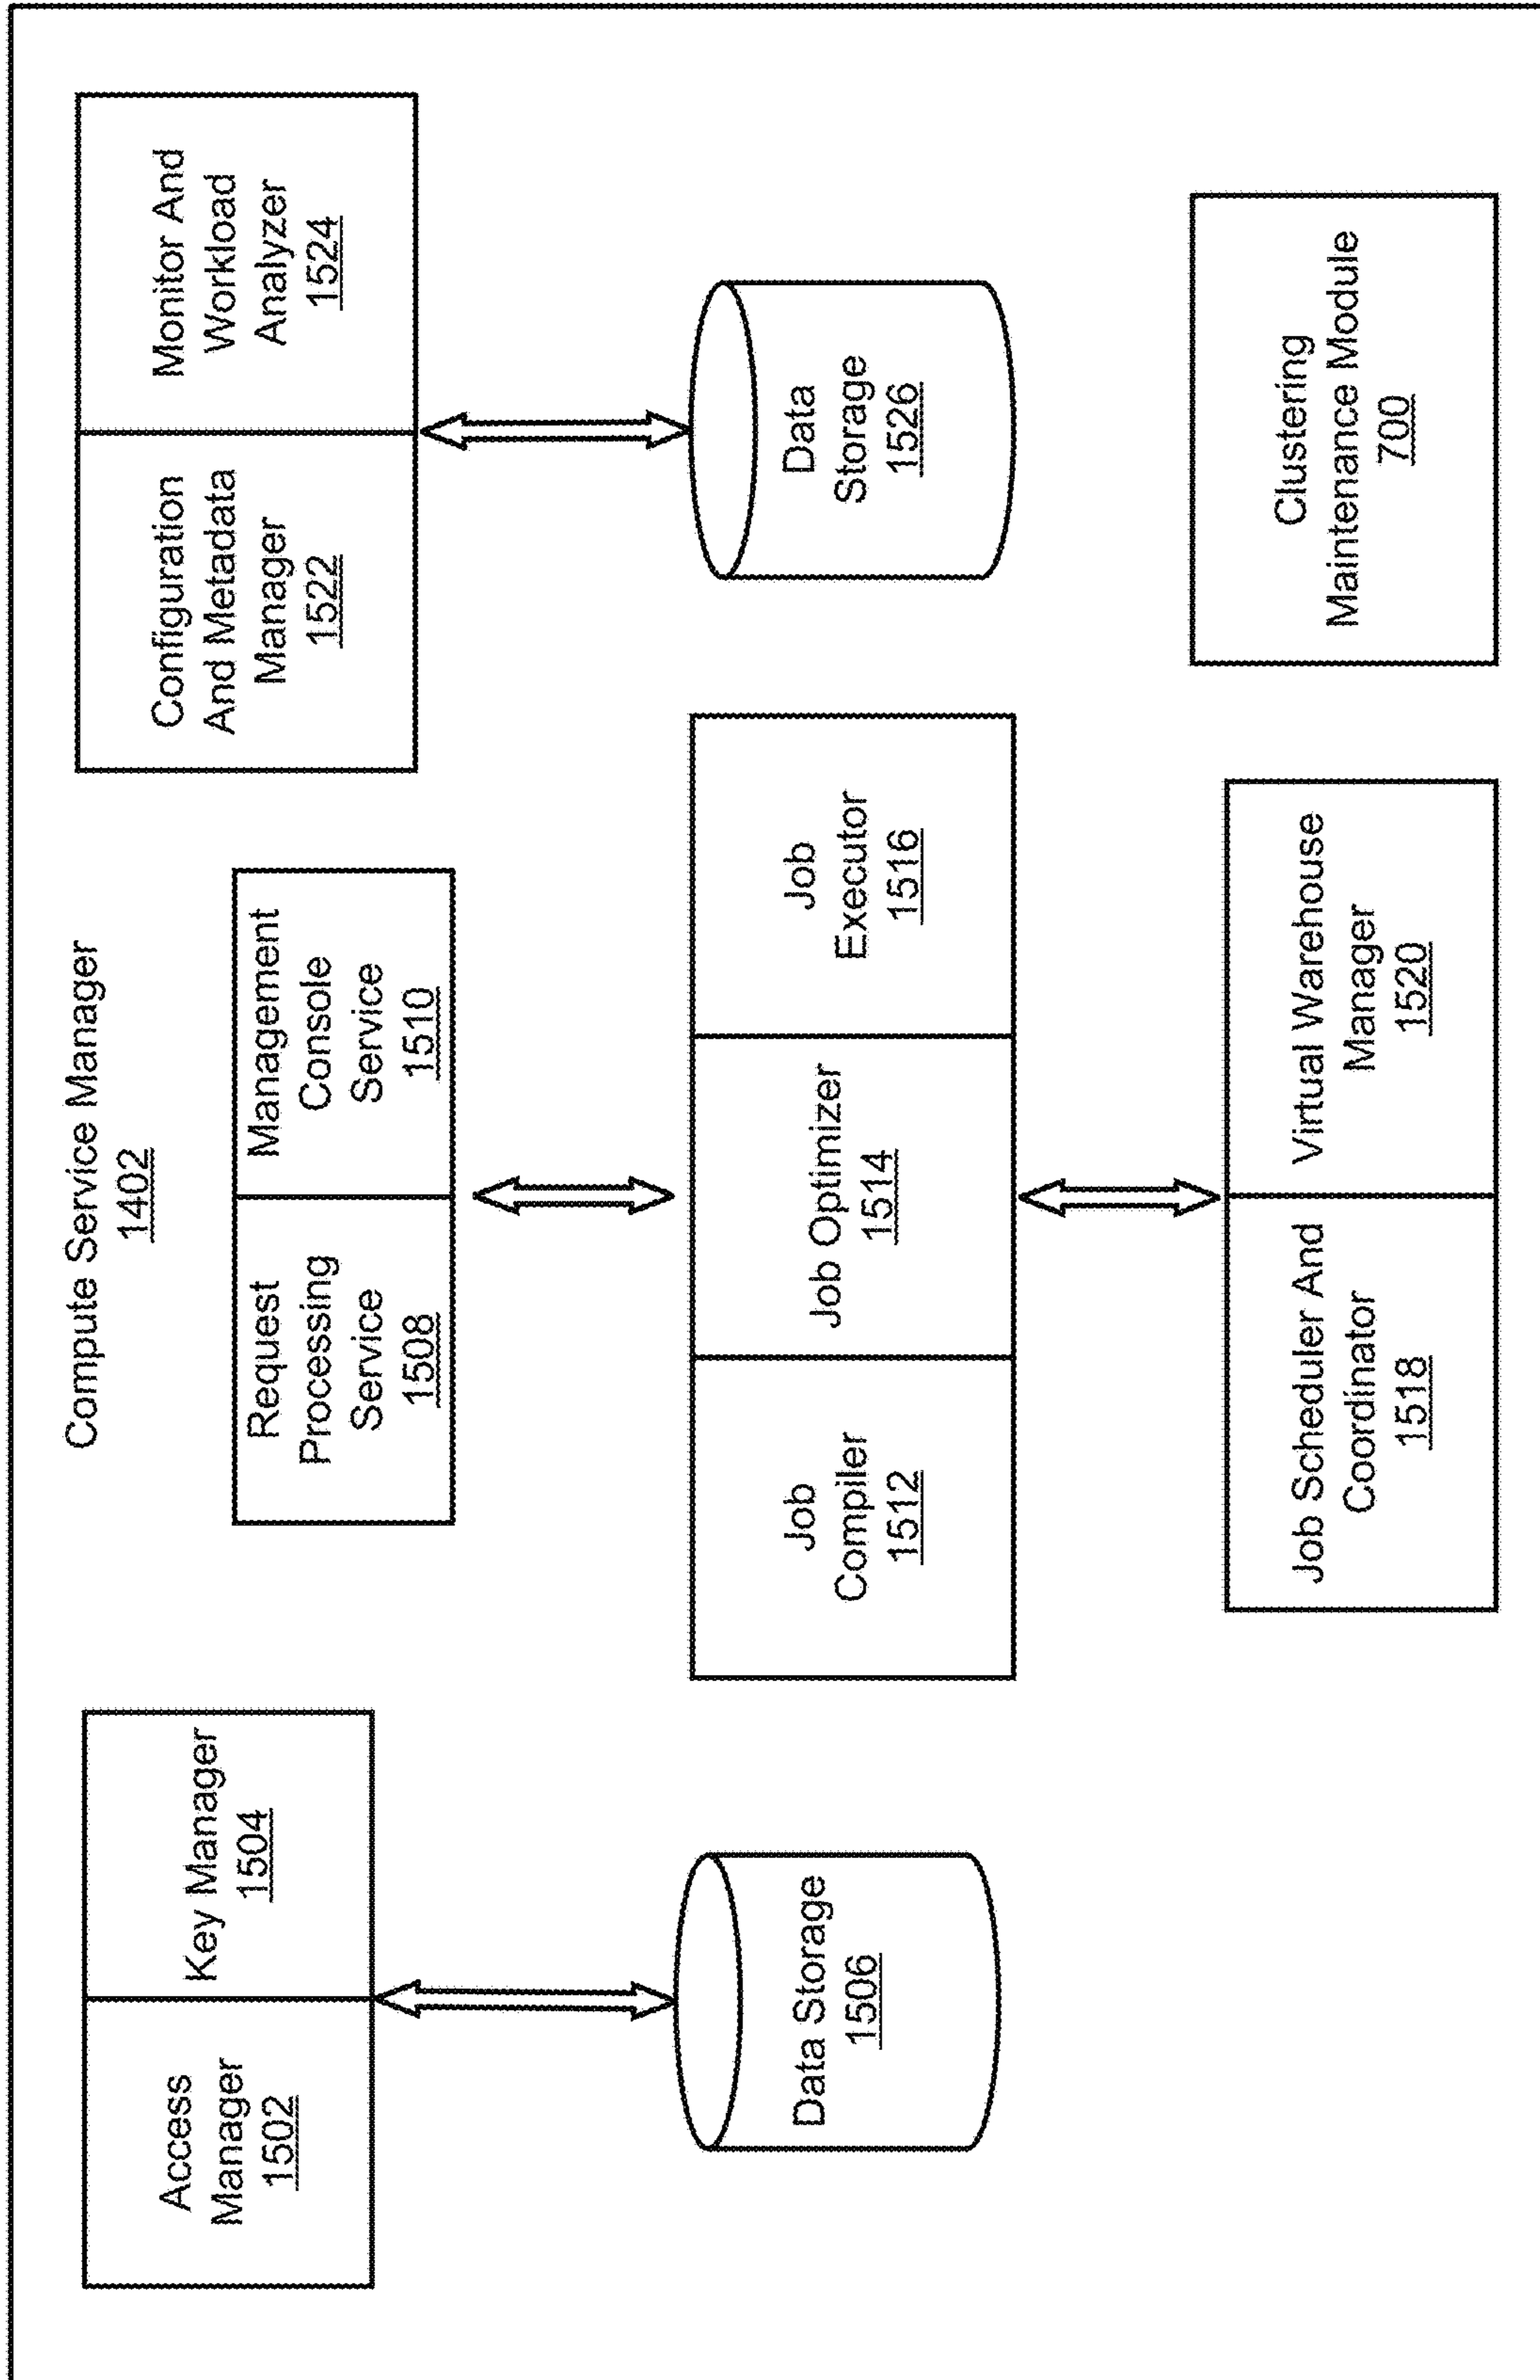 Compute Service Manager
1402
Access
Manager
1502
Key Manager
1504
Data Storage
1506
Request
Processing
Service
1508
Management
Console
Service
1510
Job
Compiler
1512
Job Optimizer
1514
Job
Executor
1516
Job Scheduler And
Coordinator
1518
Virtual Warehouse
Manager
1520
Configuration
And Metadata
Manager
1522
Monitor And
Workload
Analyzer
1524
Data
Storage
1526
Clustering
Maintenance Module
700